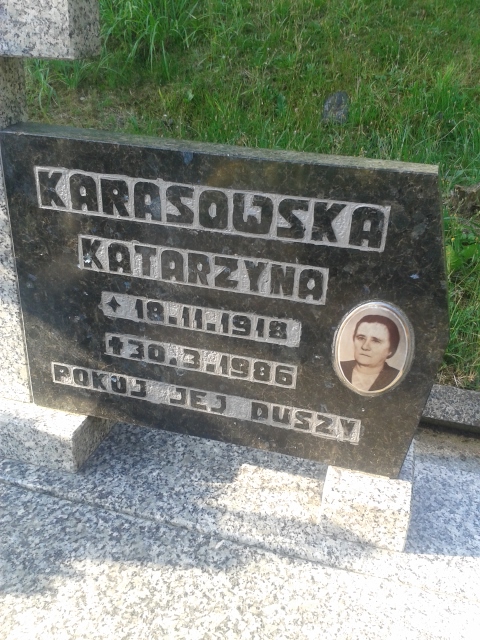 KARASOWSKA
KATARZYNA
✦ 18.11.1918
✝ 30.3.1986
POKÓJ JEJ DUSZY